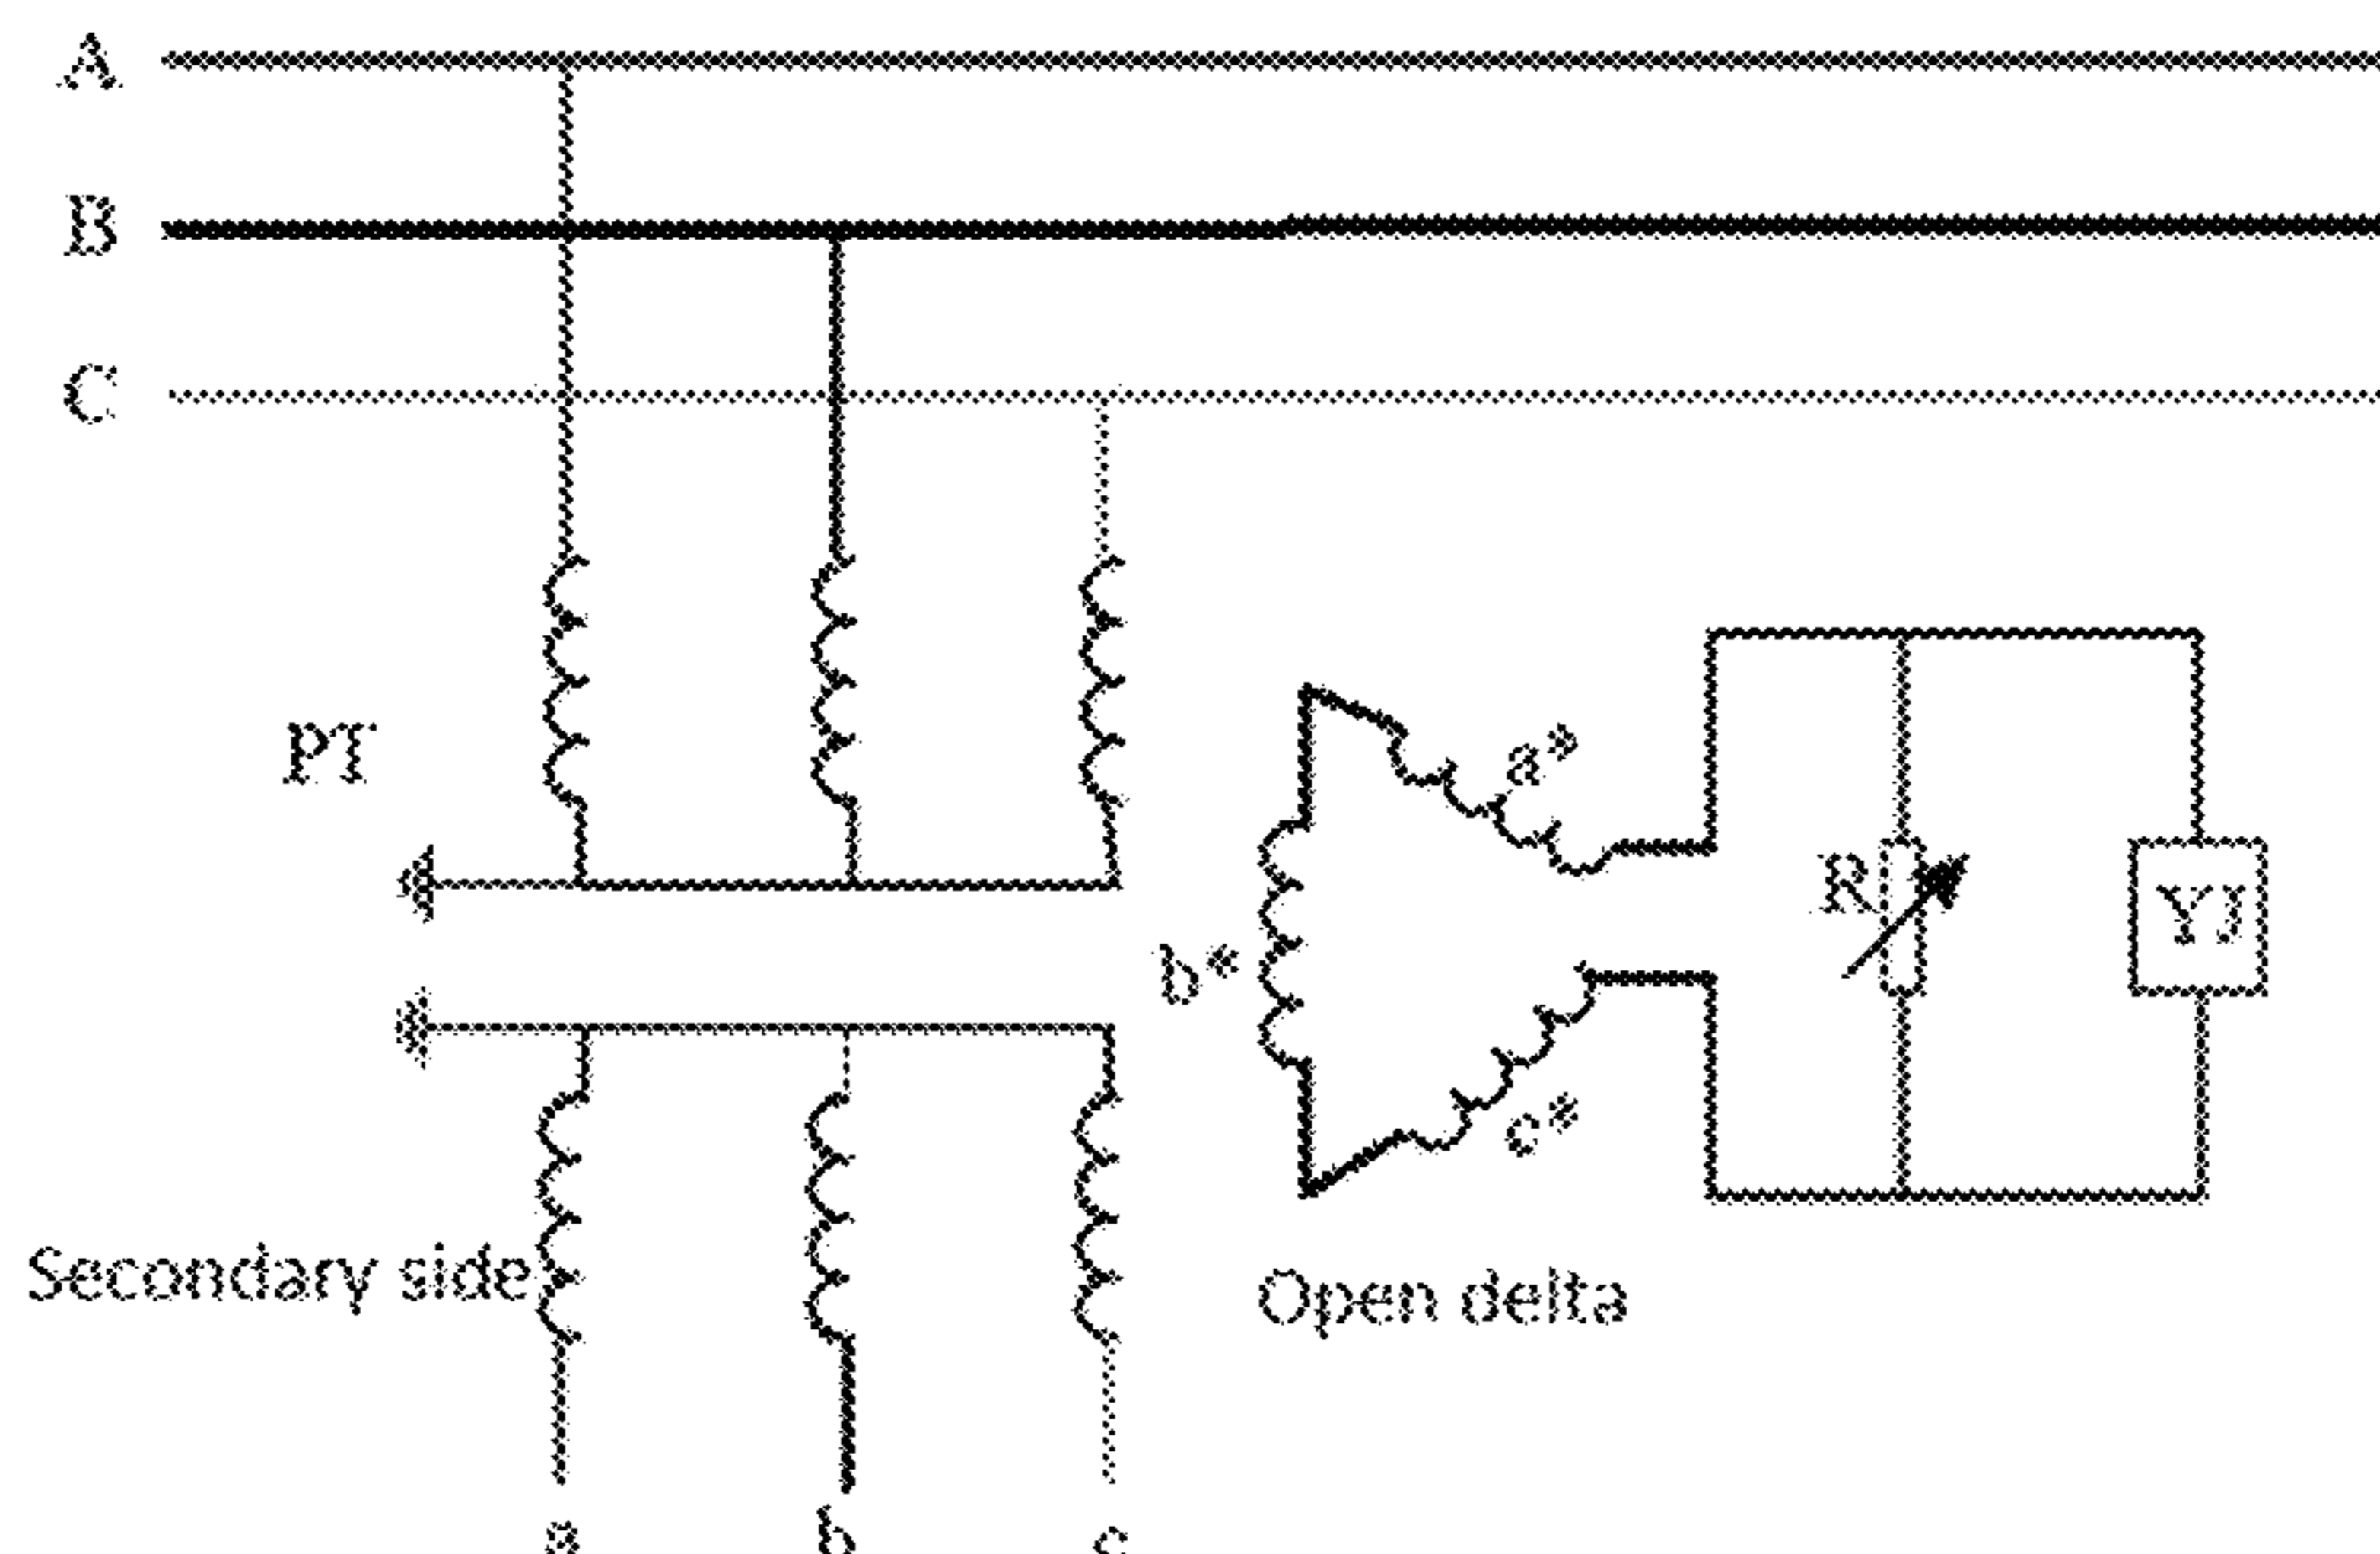 A
B
C
PT
a*
b*
R
YJ
c*
Secondary side
Open delta
a
b
c